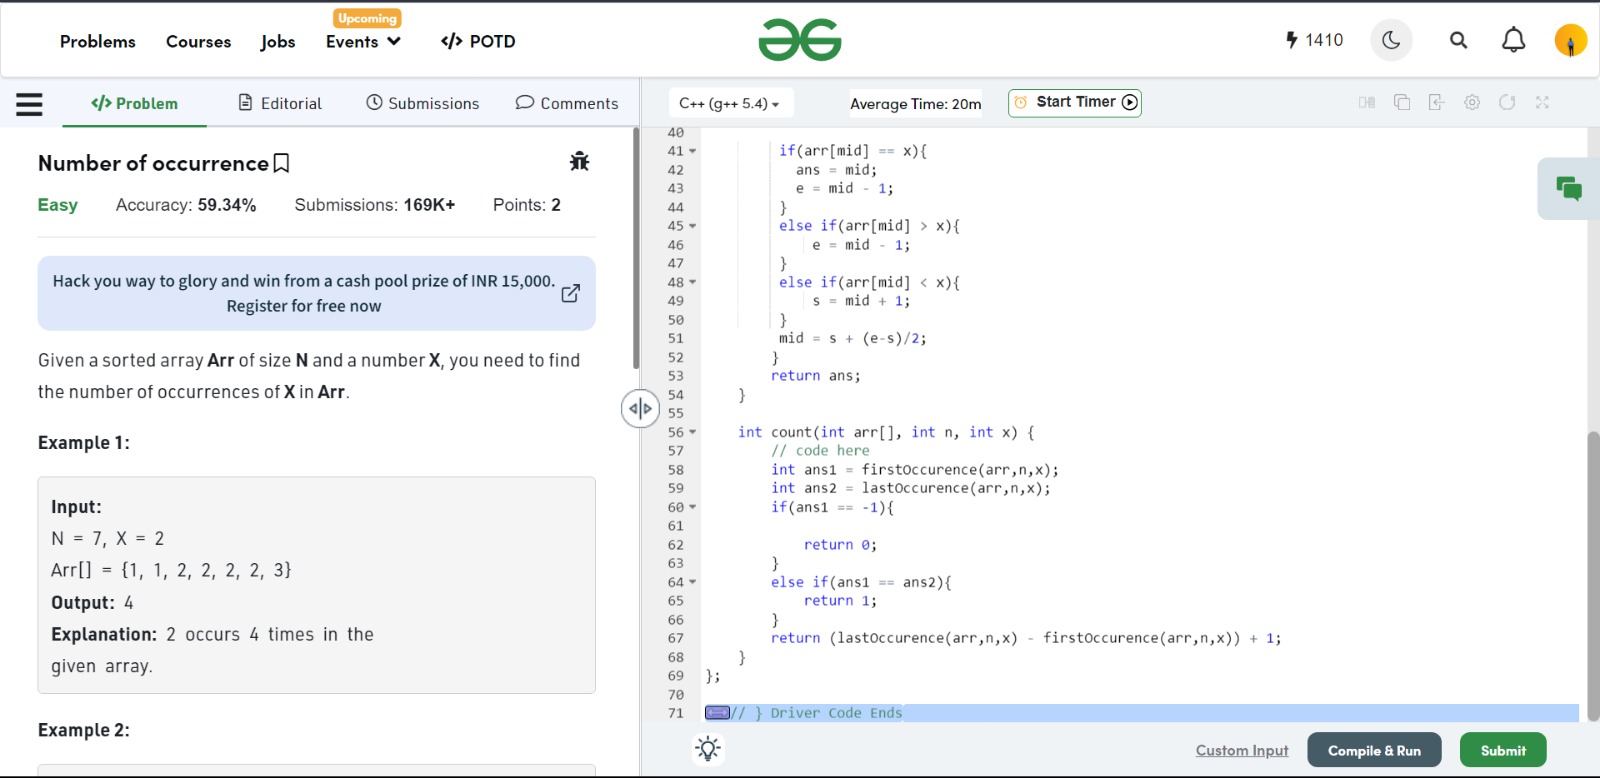 Problems Courses Jobs Upcoming Events </> POTD 1410
</> Problem Editorial Submissions Comments
C++ (g++ 5.4) Average Time: 20m Start Timer
Number of occurrence
Easy Accuracy: 59.34% Submissions: 169K+ Points: 2
Hack you way to glory and win from a cash pool prize of INR 15,000.
Register for free now
Given a sorted array Arr of size N and a number X, you need to find
the number of occurrences of X in Arr.
Example 1:
Input:
N = 7, X = 2
Arr[] = {1, 1, 2, 2, 2, 2, 3}
Output: 4
Explanation: 2 occurs 4 times in the
given array.
Example 2:
40
41 if(arr[mid] == x){
42 ans = mid;
43 e = mid - 1;
44 }
45 else if(arr[mid] > x){
46 e = mid - 1;
47 }
48 else if(arr[mid] < x){
49 s = mid + 1;
50 }
51 mid = s + (e-s)/2;
52 }
53 return ans;
54 }
55
56 int count(int arr[], int n, int x) {
57 // code here
58 int ans1 = firstOccurence(arr,n,x);
59 int ans2 = lastOccurence(arr,n,x);
60 if(ans1 == -1){
61
62 return 0;
63 }
64 else if(ans1 == ans2){
65 return 1;
66 }
67 return (lastOccurence(arr,n,x) - firstOccurence(arr,n,x)) + 1;
68 }
69 };
70
71 // } Driver Code Ends
Custom Input Compile & Run Submit